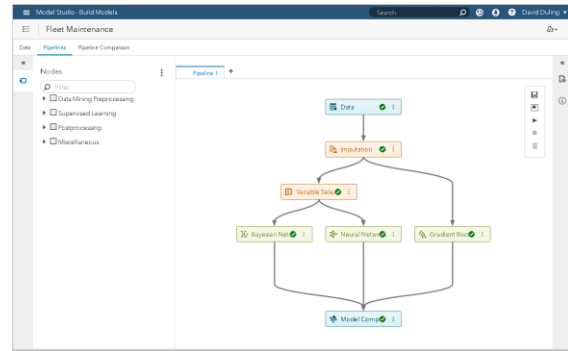 Model Studio - Build Models
Search
David Duling
Fleet Maintenance
Data Pipelines Pipeline Comparison
Nodes
Pipeline 1 +
Filter
Data Mining Preprocessing
Supervised Learning
Postprocessing
Miscellaneous
Data
Imputation
Variable Sele
Bayesian Net
Neural Netw
Gradient Boo
Model Comp